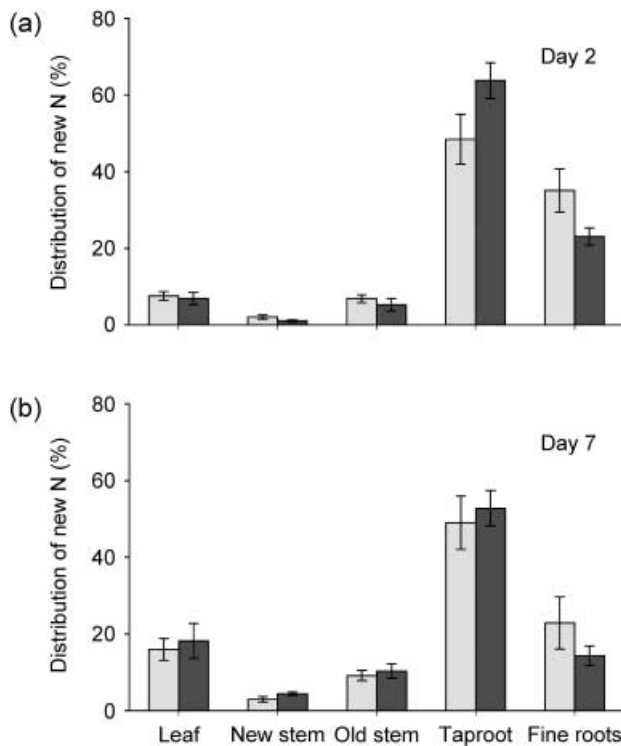 (a)
80
60
40
20
0
Distribution of new N (%)
Day 2
(b)
80
60
40
20
0
Distribution of new N (%)
Day 7
Leaf New stem Old stem Taproot Fine roots